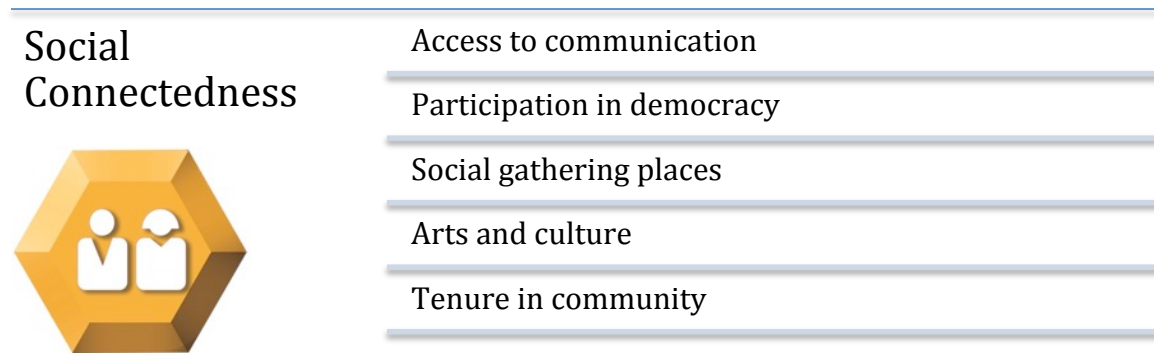 Social
Connectedness
Access to communication
Participation in democracy
Social gathering places
Arts and culture
Tenure in community